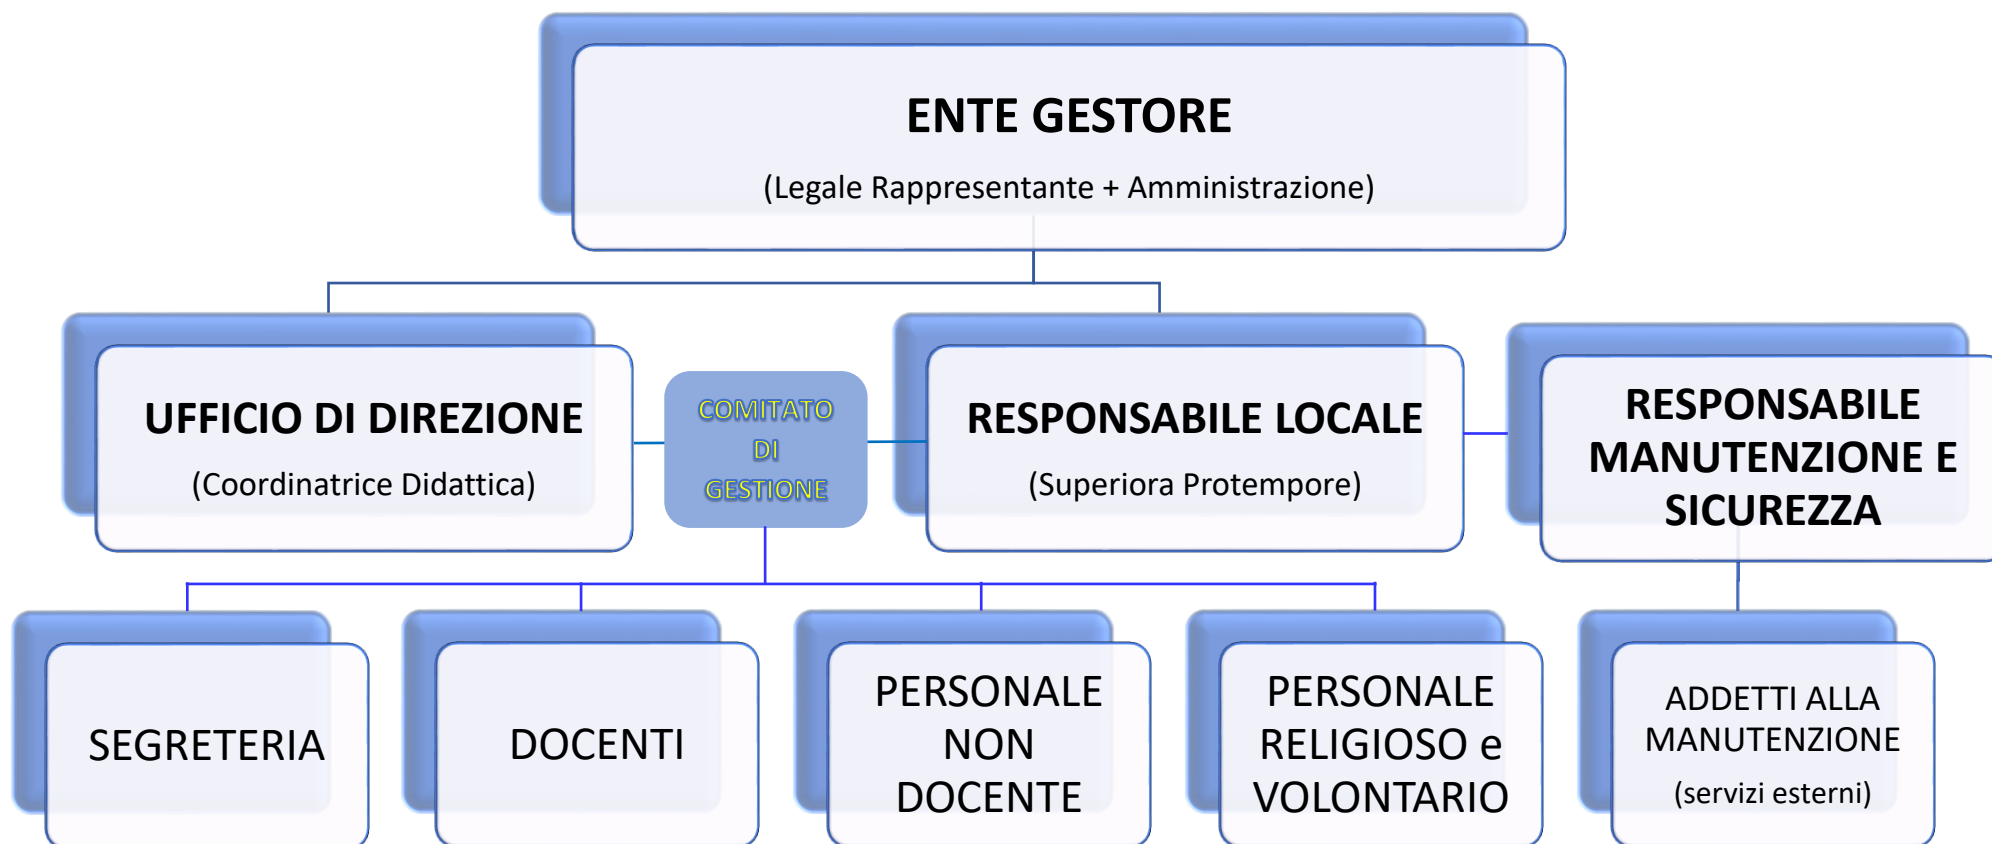 ENTE GESTORE
(Legale Rappresentante + Amministrazione)
UFFICIO DI DIREZIONE
(Coordinatrice Didattica)
COMITATO
DI
GESTIONE
RESPONSABILE LOCALE
(Superiora Protempore)
RESPONSABILE
MANUTENZIONE E
SICUREZZA
SEGRETERIA
DOCENTI
PERSONALE
NON
DOCENTE
PERSONALE
RELIGIOSO e
VOLONTARIO
ADDETTI ALLA
MANUTENZIONE
(servizi esterni)